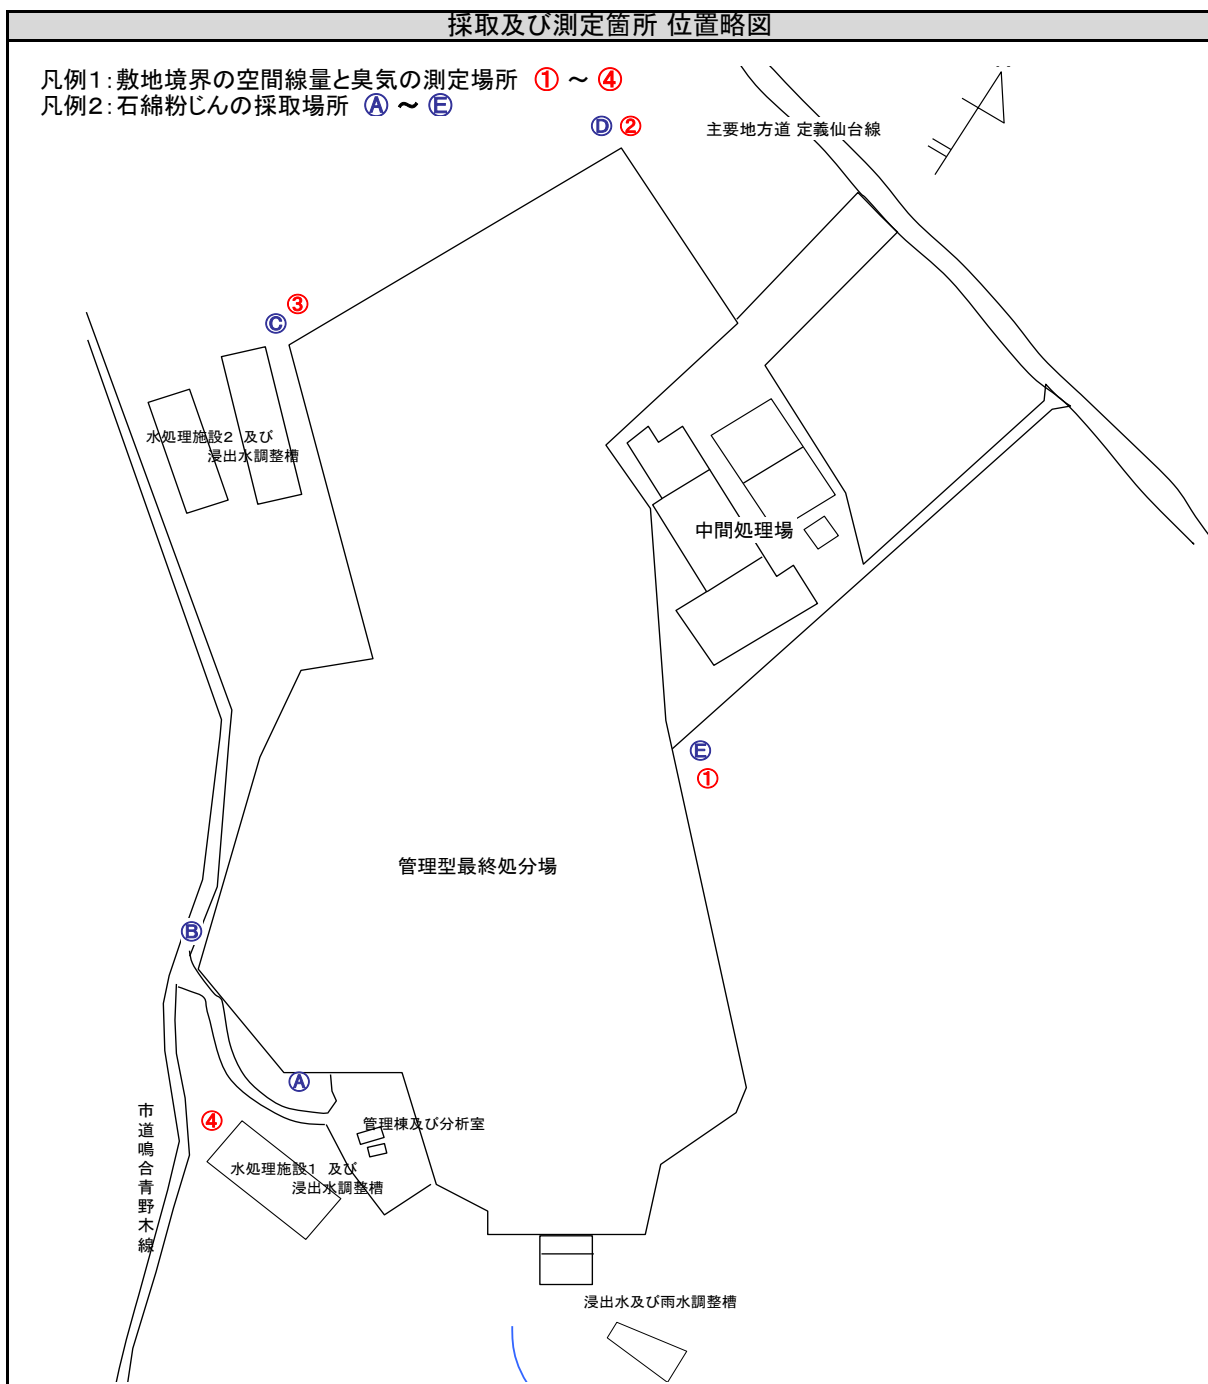 採取及び測定箇所 位置略図
凡例1：敷地境界の空間線量と臭気の測定場所 ① ～ ④
凡例2：石綿粉じんの採取場所 Ⓐ ～ Ⓔ
Ⓓ ②
主要地方道 定義仙台線
③
Ⓒ
水処理施設2 及び
浸出水調整槽
中間処理場
Ⓔ
①
管理型最終処分場
Ⓑ
Ⓐ
④
管理棟及び分析室
市道鳴合青野木線
水処理施設1 及び
浸出水調整槽
浸出水及び雨水調整槽